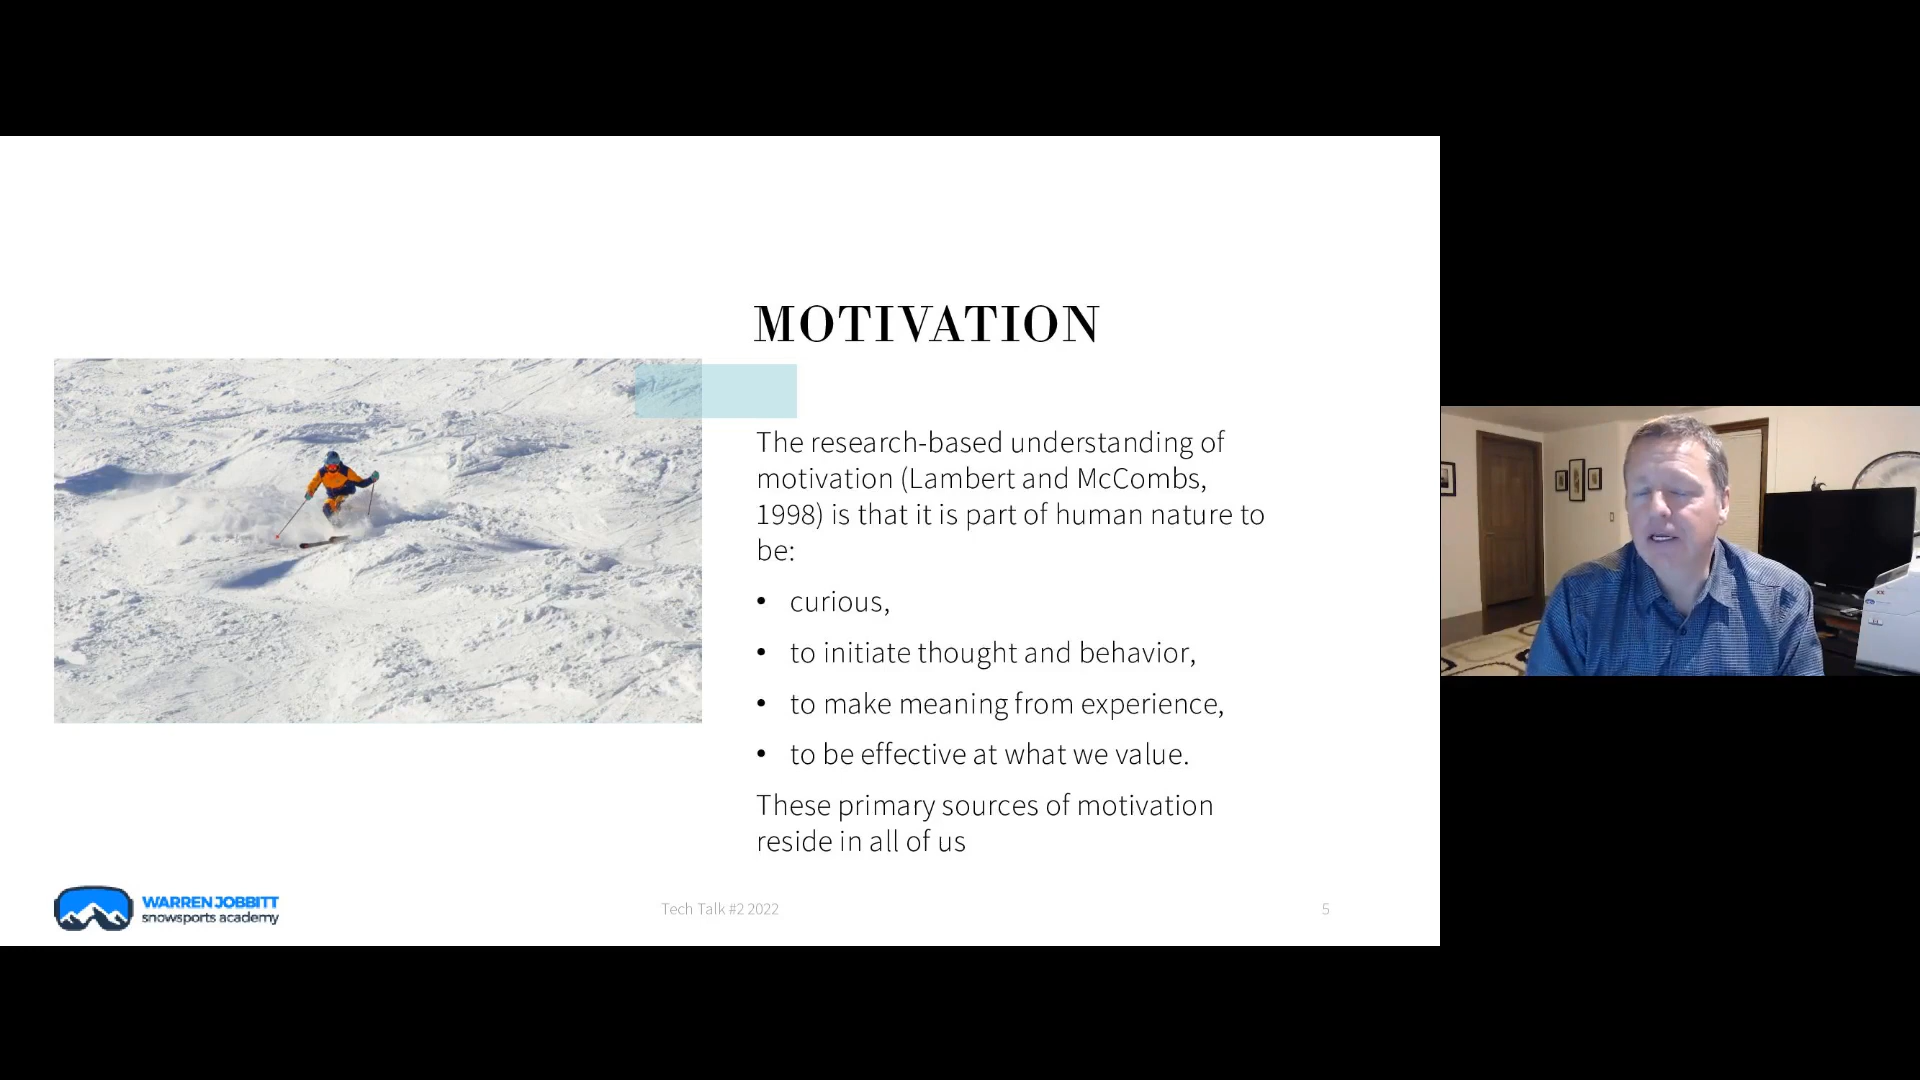 MOTIVATION
The research-based understanding of
motivation (Lambert and McCombs,
1998) is that it is part of human nature to
be:
• curious,
• to initiate thought and behavior,
• to make meaning from experience,
• to be effective at what we value.
These primary sources of motivation
reside in all of us
WARREN JOBBITT
snowsports academy
Tech Talk #2 2022
5